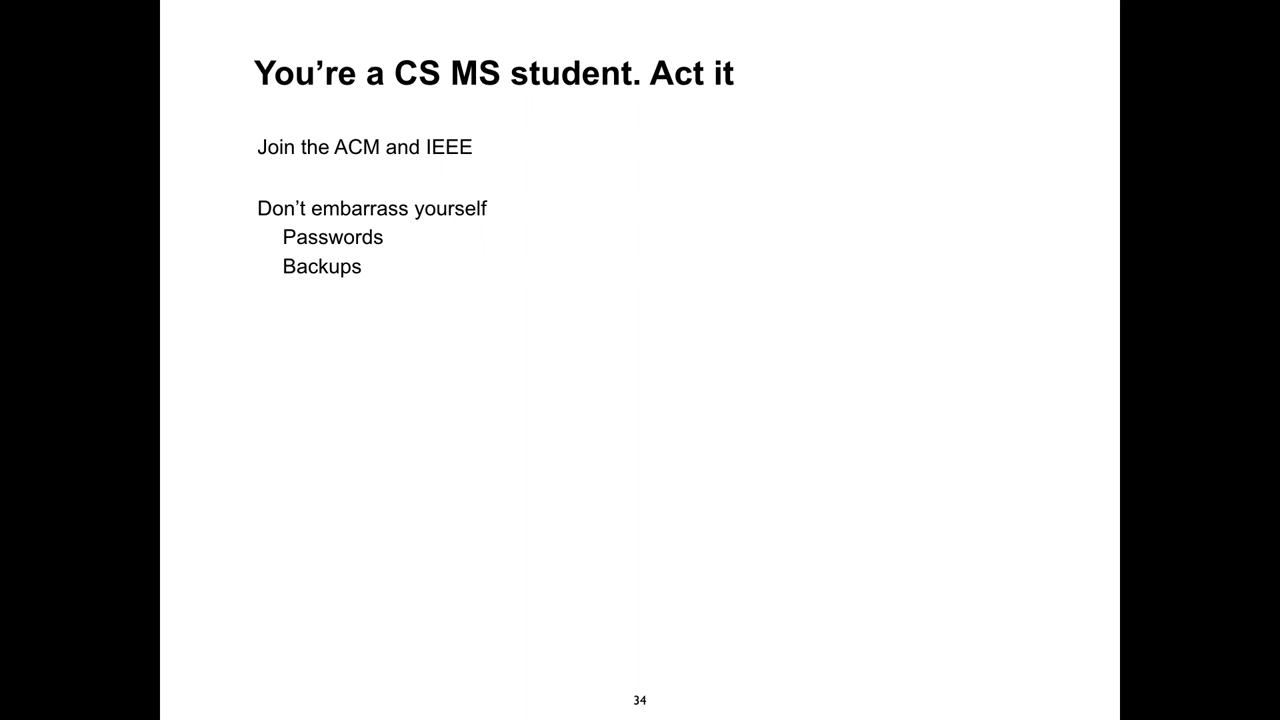 You’re a CS MS student. Act it
Join the ACM and IEEE
Don’t embarrass yourself
Passwords
Backups
34